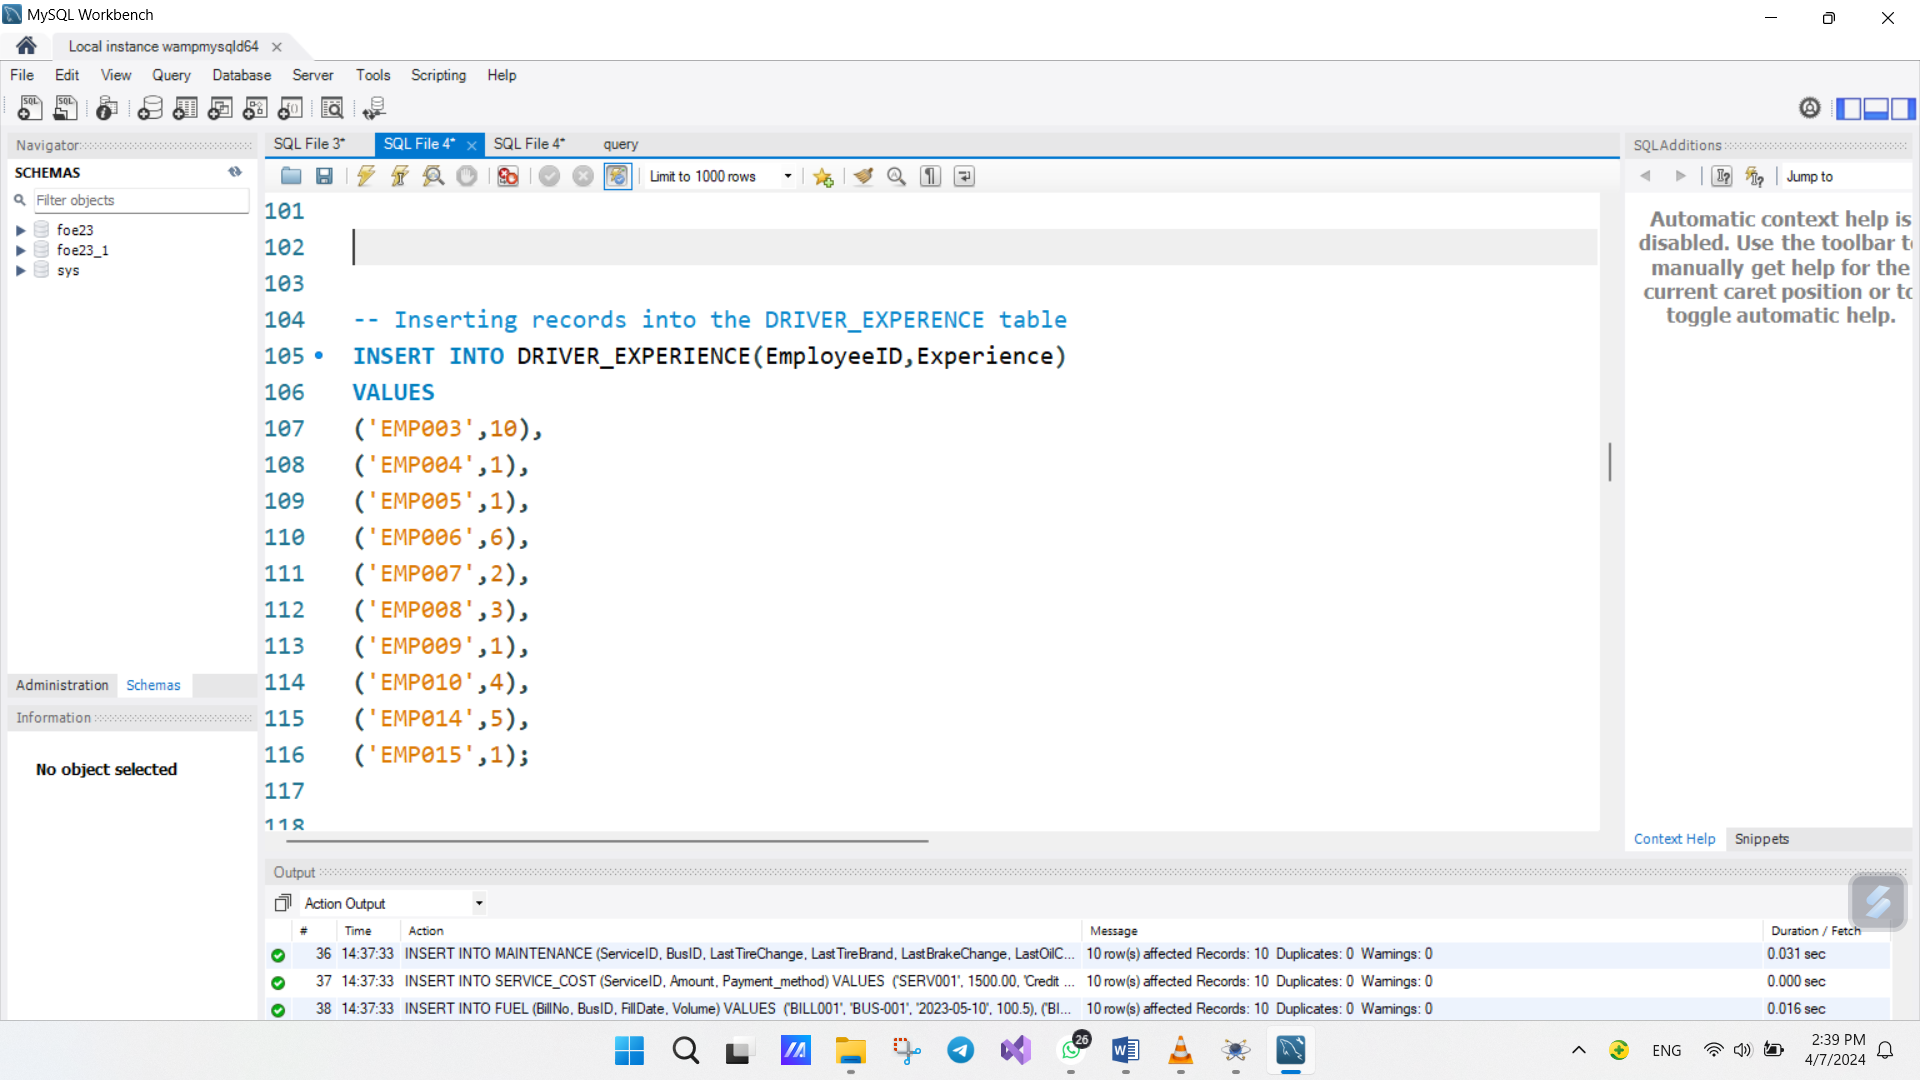 MySQL Workbench
Local instance wampmysqld64
File Edit View Query Database Server Tools Scripting Help
Navigator
SCHEMAS
Filter objects
foe23
foe23_1
sys
Administration Schemas
Information
No object selected
SQL File 3* SQL File 4* SQL File 4* query
Limit to 1000 rows
101
102
103
104 -- Inserting records into the DRIVER_EXPERENCE table
105 INSERT INTO DRIVER_EXPERIENCE(EmployeeID,Experience)
106 VALUES
107 ('EMP003',10),
108 ('EMP004',1),
109 ('EMP005',1),
110 ('EMP006',6),
111 ('EMP007',2),
112 ('EMP008',3),
113 ('EMP009',1),
114 ('EMP010',4),
115 ('EMP014',5),
116 ('EMP015',1);
117
118
SQLAdditions
Jump to
Automatic context help is
disabled. Use the toolbar to
manually get help for the
current caret position or to
toggle automatic help.
Context Help Snippets
Output
Action Output
# Time Action Message Duration / Fetch
36 14:37:33 INSERT INTO MAINTENANCE (ServiceID, BusID, LastTireChange, LastTireBrand, LastBrakeChange, LastOilC... 10 row(s) affected Records: 10 Duplicates: 0 Warnings: 0 0.031 sec
37 14:37:33 INSERT INTO SERVICE_COST (ServiceID, Amount, Payment_method) VALUES ('SERV001', 1500.00, 'Credit ... 10 row(s) affected Records: 10 Duplicates: 0 Warnings: 0 0.000 sec
38 14:37:33 INSERT INTO FUEL (BillNo, BusID, FillDate, Volume) VALUES ('BILL001', 'BUS-001', '2023-05-10', 100.5), ('BI... 10 row(s) affected Records: 10 Duplicates: 0 Warnings: 0 0.016 sec
26
ENG
2:39 PM
4/7/2024